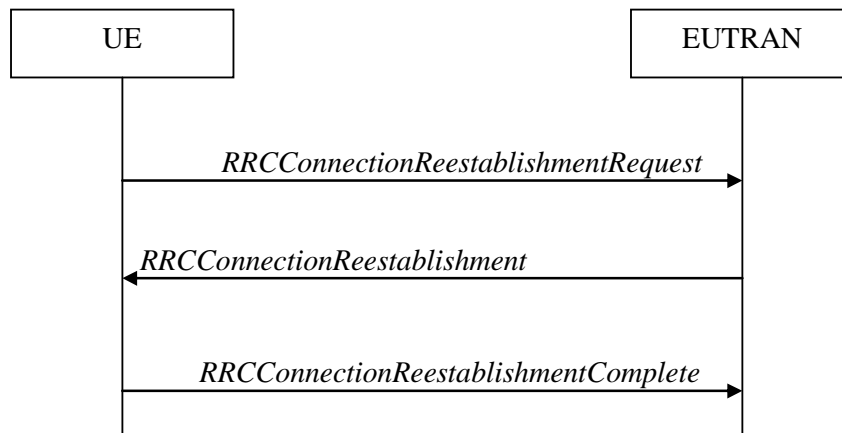 UE
EUTRAN
RRCConnectionReestablishmentRequest
RRCConnectionReestablishment
RRCConnectionReestablishmentComplete